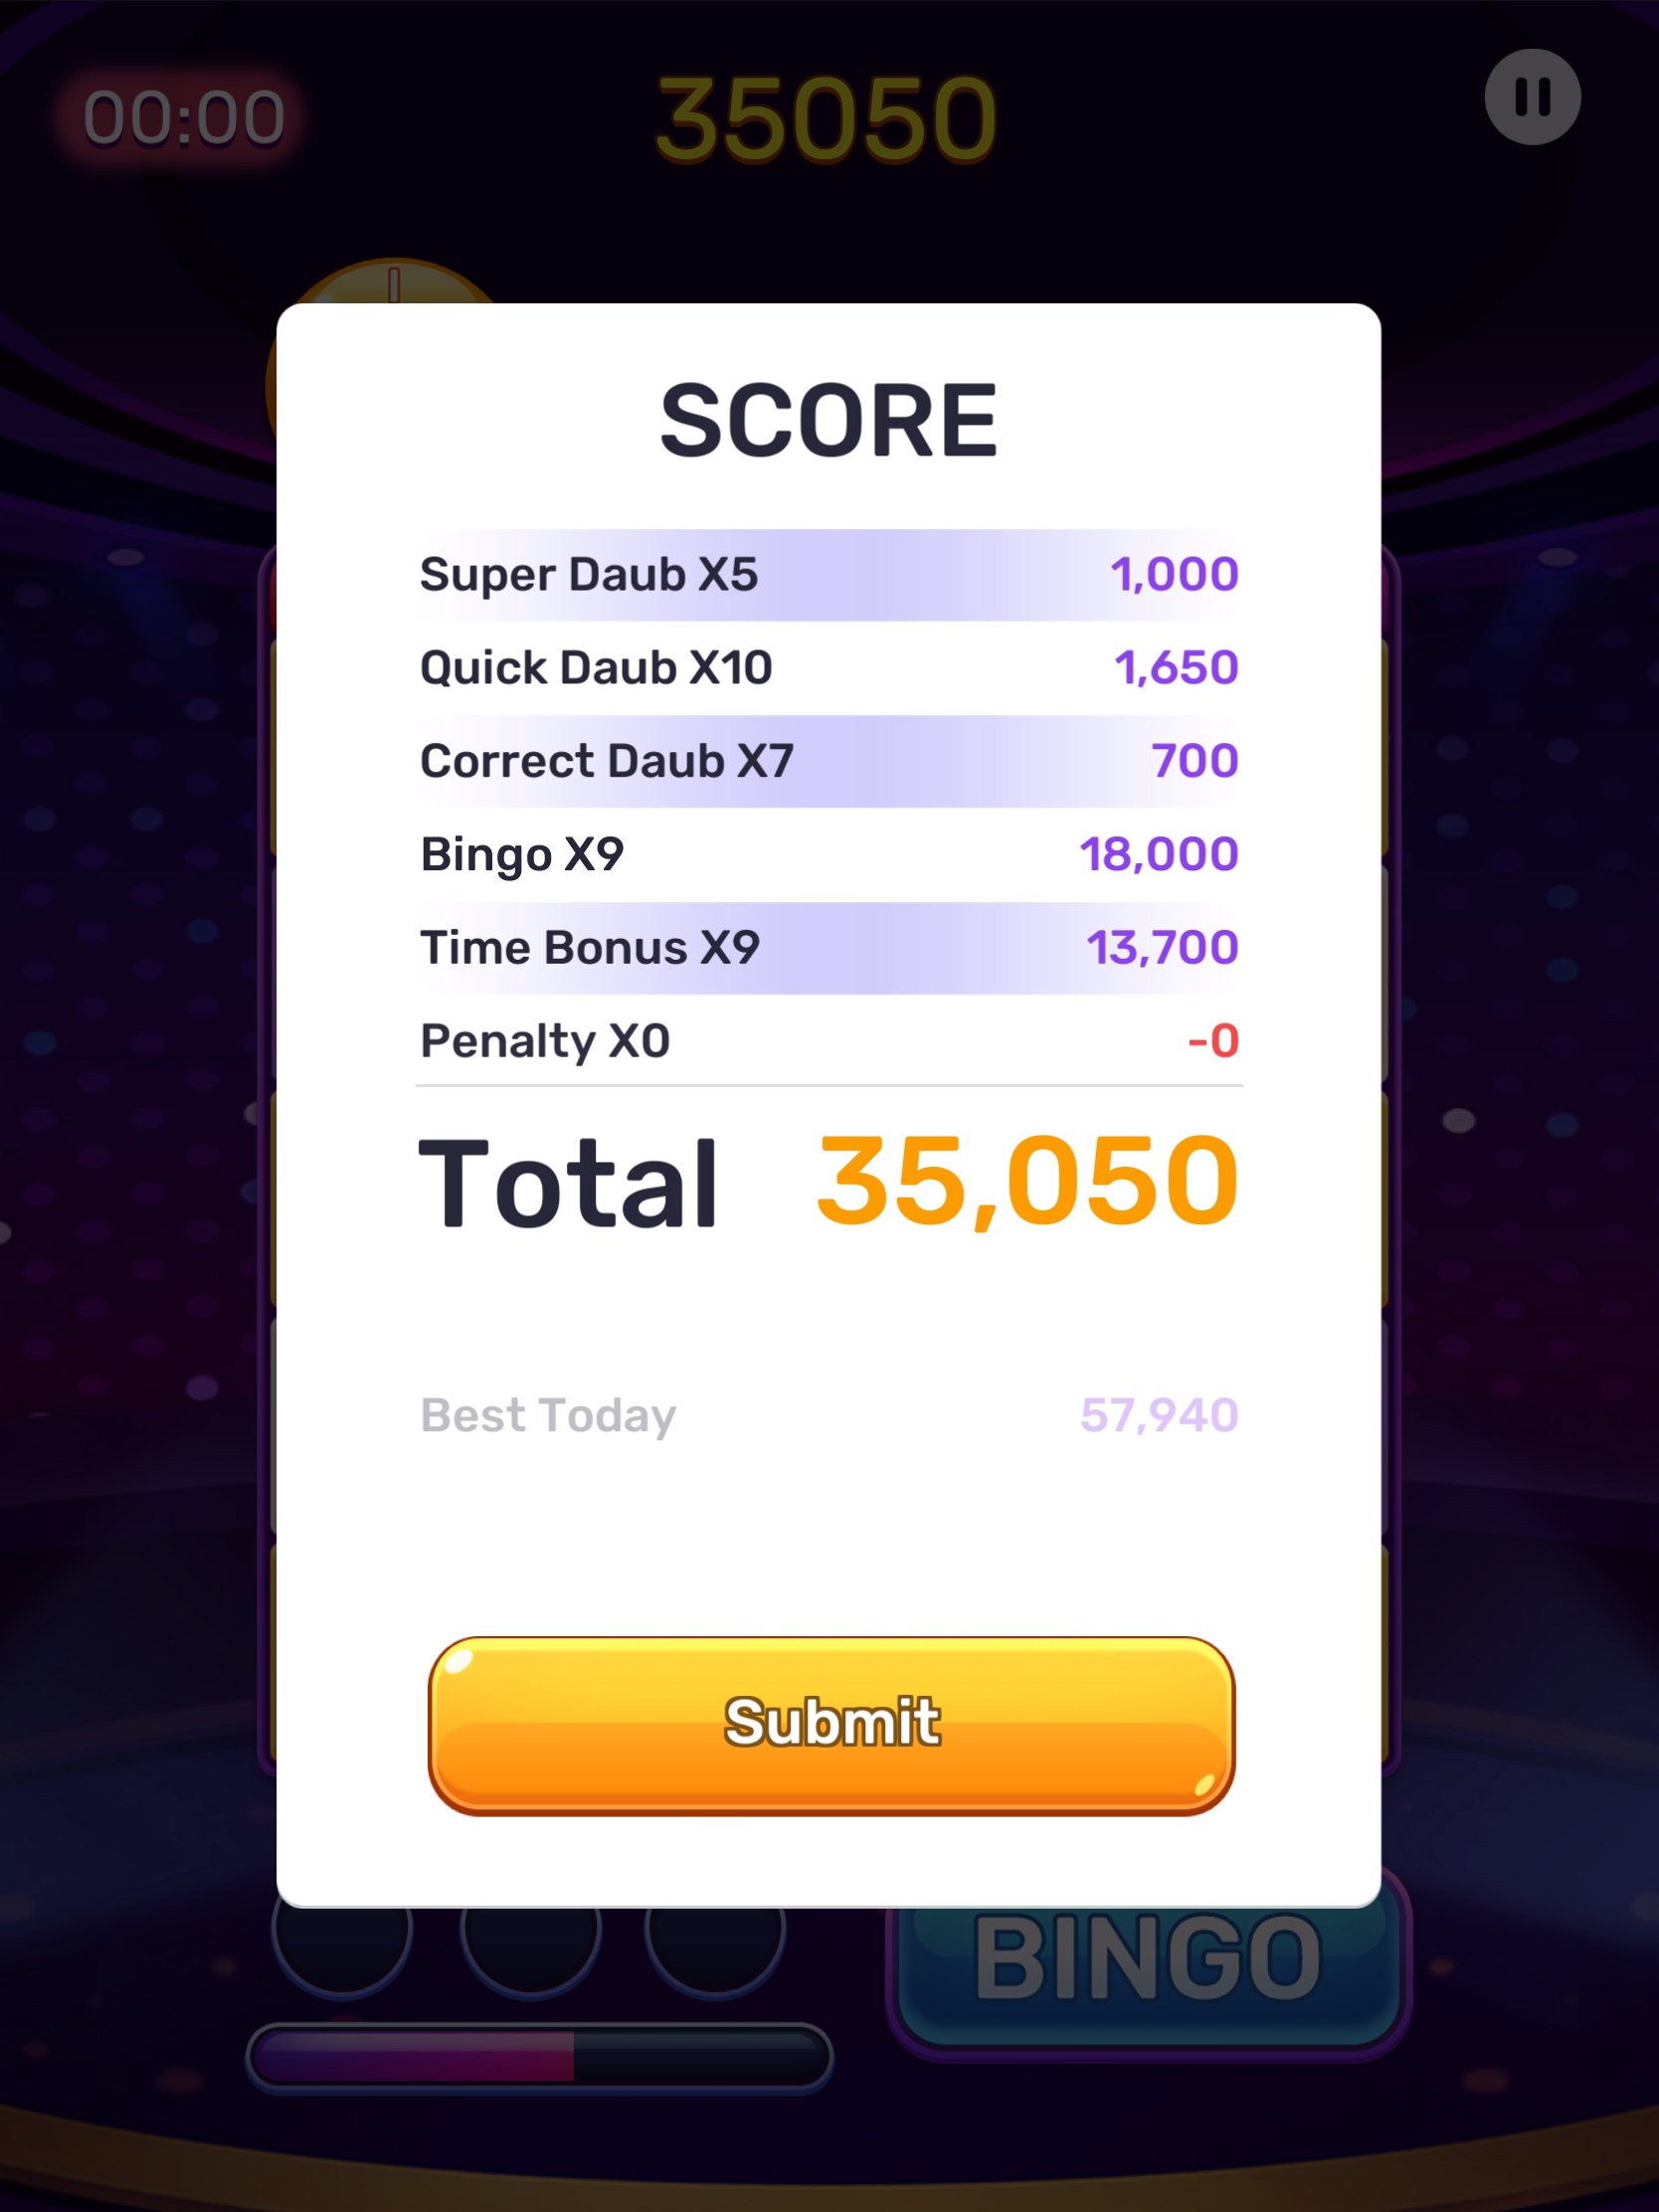 00:00 35050
SCORE
Super Daub X5 1,000
Quick Daub X10 1,650
Correct Daub X7 700
Bingo X9 18,000
Time Bonus X9 13,700
Penalty X0 -0
Total 35,050
Best Today 57,940
Submit
BINGO